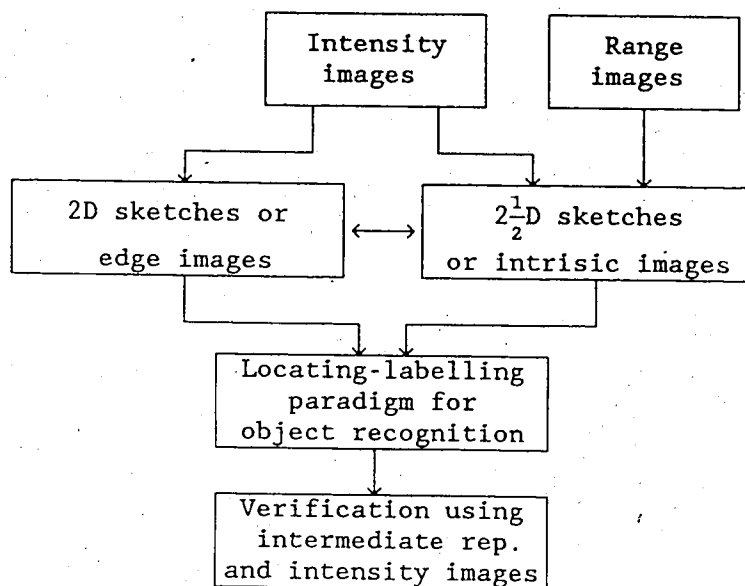 Intensity
images
Range
images
2D sketches or
edge images
2½D sketches
or intrisic images
Locating-labelling
paradigm for
object recognition
Verification using
intermediate rep.
and intensity images